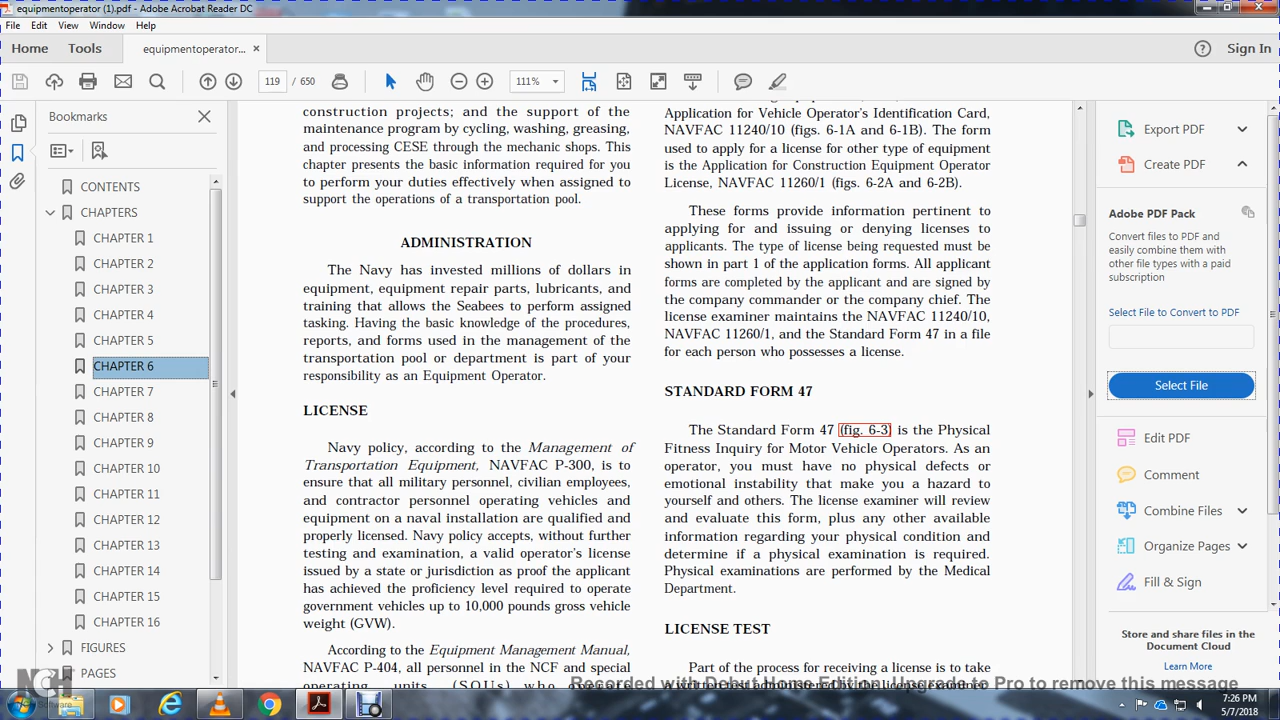 equipmentoperator (1).pdf - Adobe Acrobat Reader DC
File Edit View Window Help
Home Tools equipmentoperator... × Sign In
119 / 650 111%
Bookmarks
CONTENTS
CHAPTERS
CHAPTER 1
CHAPTER 2
CHAPTER 3
CHAPTER 4
CHAPTER 5
CHAPTER 6
CHAPTER 7
CHAPTER 8
CHAPTER 9
CHAPTER 10
CHAPTER 11
CHAPTER 12
CHAPTER 13
CHAPTER 14
CHAPTER 15
CHAPTER 16
FIGURES
PAGES
construction projects; and the support of the
maintenance program by cycling, washing, greasing,
and processing CESE through the mechanic shops. This
chapter presents the basic information required for you
to perform your duties effectively when assigned to
support the operations of a transportation pool.
ADMINISTRATION
The Navy has invested millions of dollars in
equipment, equipment repair parts, lubricants, and
training that allows the Seabees to perform assigned
tasking. Having the basic knowledge of the procedures,
reports, and forms used in the management of the
transportation pool or department is part of your
responsibility as an Equipment Operator.
LICENSE
Navy policy, according to the Management of
Transportation Equipment, NAVFAC P-300, is to
ensure that all military personnel, civilian employees,
and contractor personnel operating vehicles and
equipment on a naval installation are qualified and
properly licensed. Navy policy accepts, without further
testing and examination, a valid operator's license
issued by a state or jurisdiction as proof the applicant
has achieved the proficiency level required to operate
government vehicles up to 10,000 pounds gross vehicle
weight (GVW).
According to the Equipment Management Manual,
NAVFAC P-404, all personnel in the NCF and special
operating units (S.O.Us) who
Application for Vehicle Operator's Identification Card,
NAVFAC 11240/10 (figs. 6-1A and 6-1B). The form
used to apply for a license for other type of equipment
is the Application for Construction Equipment Operator
License, NAVFAC 11260/1 (figs. 6-2A and 6-2B).
These forms provide information pertinent to
applying for and issuing or denying licenses to
applicants. The type of license being requested must be
shown in part 1 of the application forms. All applicant
forms are completed by the applicant and are signed by
the company commander or the company chief. The
license examiner maintains the NAVFAC 11240/10,
NAVFAC 11260/1, and the Standard Form 47 in a file
for each person who possesses a license.
STANDARD FORM 47
The Standard Form 47 (fig. 6-3) is the Physical
Fitness Inquiry for Motor Vehicle Operators. As an
operator, you must have no physical defects or
emotional instability that make you a hazard to
yourself and others. The license examiner will review
and evaluate this form, plus any other available
information regarding your physical condition and
determine if a physical examination is required.
Physical examinations are performed by the Medical
Department.
LICENSE TEST
Part of the process for receiving a license is to take
Export PDF
Create PDF
Adobe PDF Pack
Convert files to PDF and
easily combine them with
other file types with a paid
subscription
Select File to Convert to PDF
Select File
Edit PDF
Comment
Combine Files
Organize Pages
Fill & Sign
Store and share files in the
Document Cloud
Learn More
Recorded with Debut Home Edition. Upgrade to Pro to remove this message
NCH
Software
7:26 PM
5/7/2018